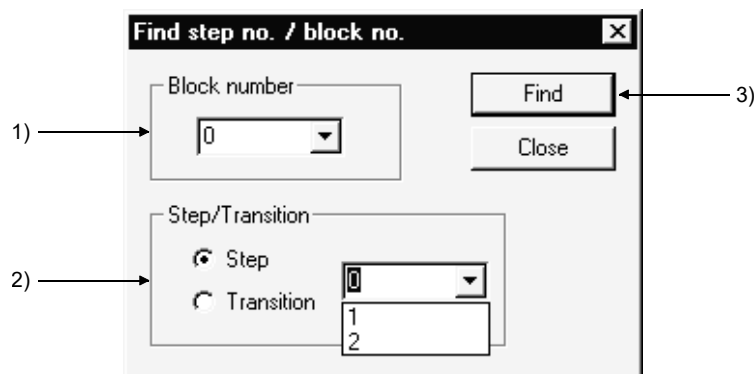 Find step no. / block no.
Block number
Find
3)
1)
0
Close
Step/Transition
Step
2)
0
Transition
1
2